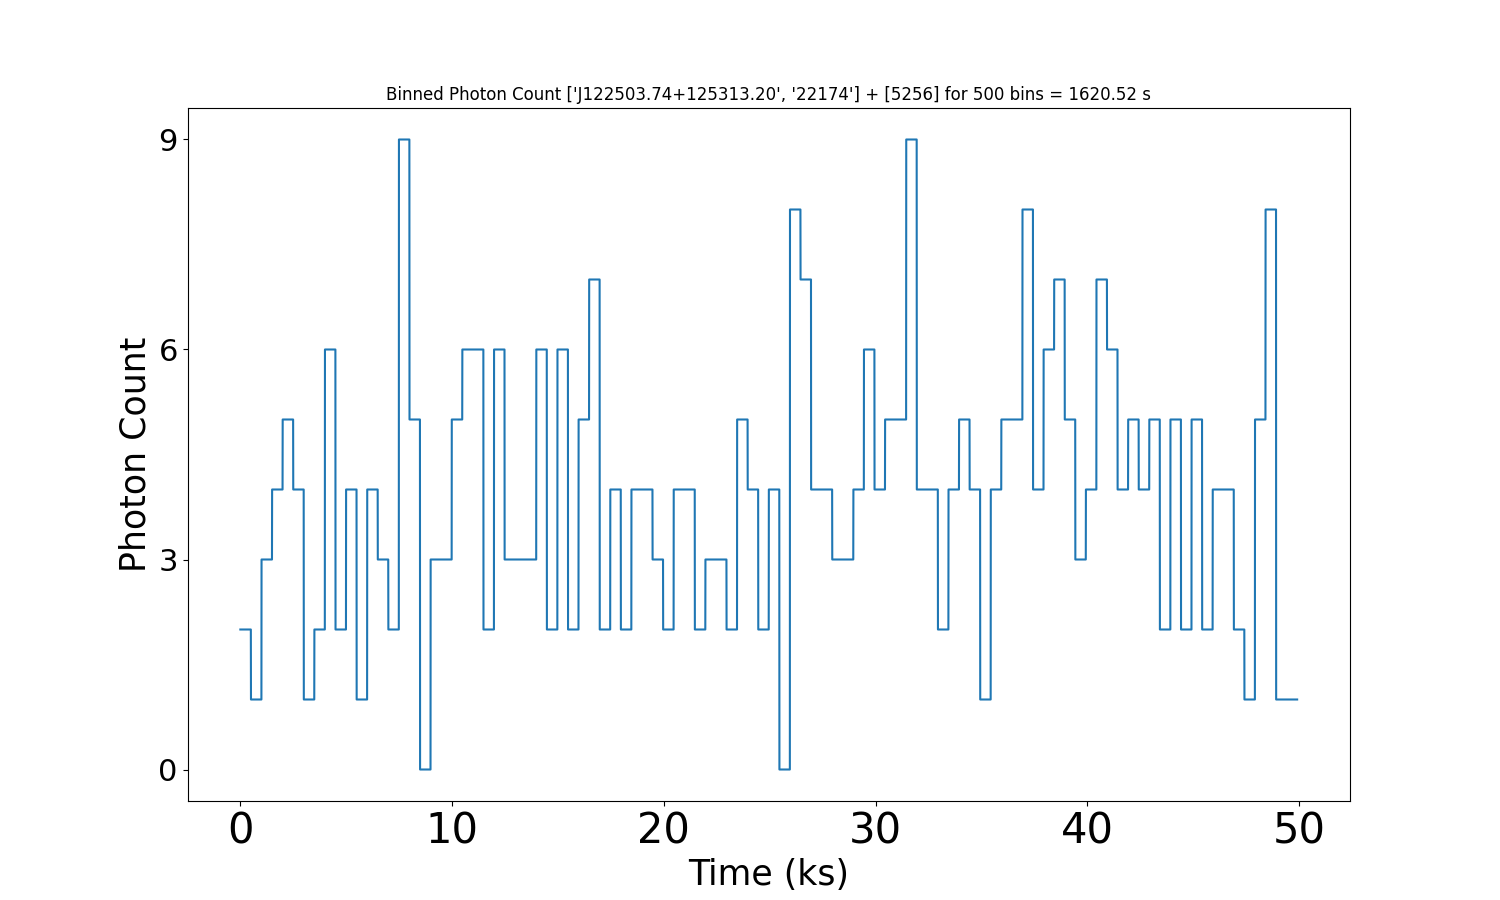 Binned Photon Count ['J122503.74+125313.20', '22174'] + [5256] for 500 bins = 1620.52 s
9
6
3
0
Photon Count
0 10 20 30 40 50
Time (ks)